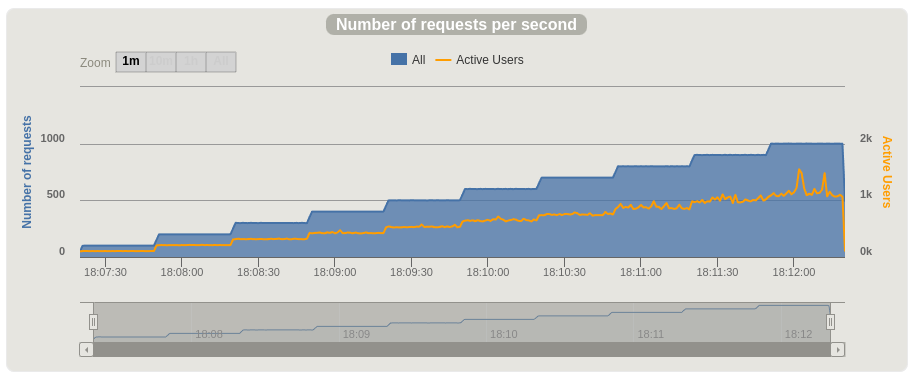 Number of requests per second
Zoom 1m 10m 1h All
All Active Users
Number of requests
1000
500
0
2k
1k
0k
Active Users
18:07:30 18:08:00 18:08:30 18:09:00 18:09:30 18:10:00 18:10:30 18:11:00 18:11:30 18:12:00
18:08 18:09 18:10 18:11 18:12